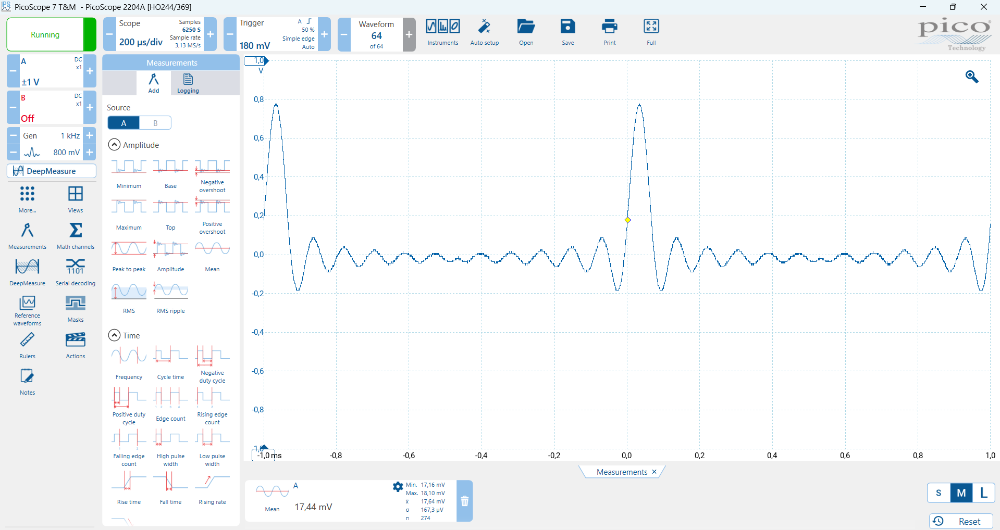 PicoScope 7 T&M - PicoScope 2204A [HO244/369]
Running
Scope
200 µs/div
Samples
6250 S
Sample rate
3,13 MS/s
Trigger
180 mV
A
50 %
Simple edge
Auto
Waveform
64
of 64
Instruments
Auto setup
Open
Save
Print
Full
pico
Technology
A
DC
x1
±1 V
B
DC
x1
Off
Gen
1 kHz
800 mV
DeepMeasure
More...
Views
Measurements
Math channels
DeepMeasure
1101
Serial decoding
Reference
waveforms
Masks
Rulers
Actions
Notes
Measurements
Add
Logging
Source
A
B
Amplitude
Minimum
Base
Negative
overshoot
Maximum
Top
Positive
overshoot
Peak to peak
Amplitude
Mean
RMS
RMS ripple
Time
Frequency
Cycle time
Negative
duty cycle
Positive duty
cycle
Edge count
Rising edge
count
Falling edge
count
High pulse
width
Low pulse
width
Rise time
Fall time
Rising rate
1,0
V
0,8
0,6
0,4
0,2
0,0
-0,2
-0,4
-0,6
-0,8
-1,0
-1,0 ms
-0,8
-0,6
-0,4
-0,2
0,0
0,2
0,4
0,6
0,8
1,0
Measurements ×
A
Mean
17,44 mV
Min. 17,16 mV
Max. 18,10 mV
x̄ 17,64 mV
σ 167,3 µV
n 274
S
M
L
Reset